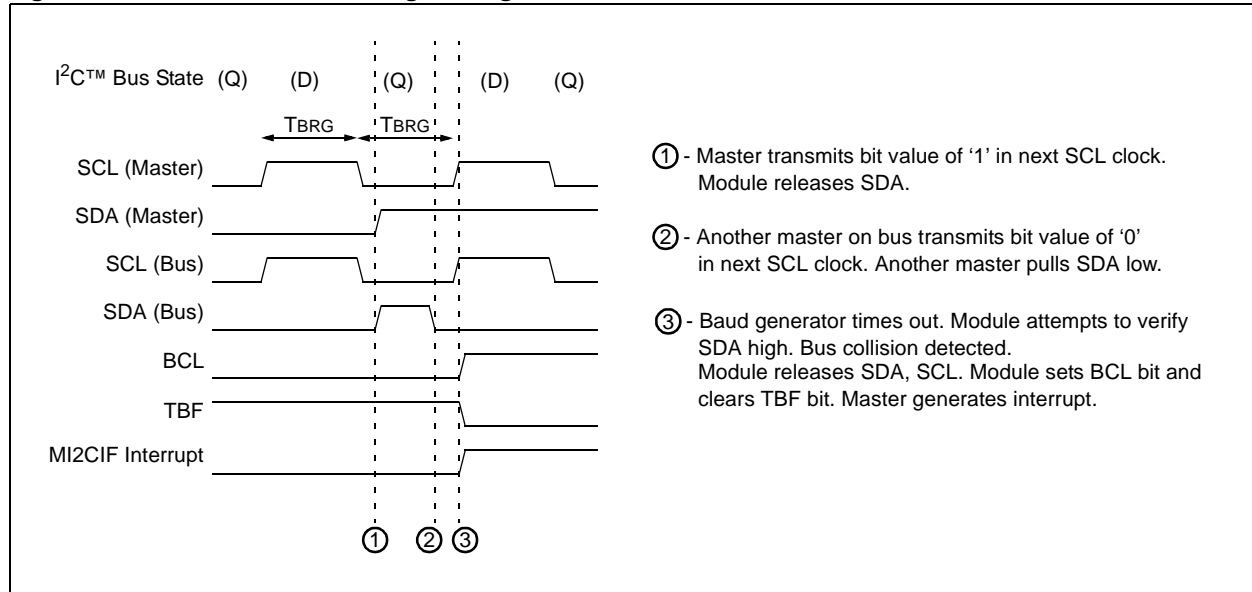 I²C™ Bus State (Q) (D) (Q) (D) (Q)
TBRG TBRG
SCL (Master)
SDA (Master)
SCL (Bus)
SDA (Bus)
BCL
TBF
MI2CIF Interrupt
1 2 3
1 - Master transmits bit value of ‘1’ in next SCL clock.
Module releases SDA.
2 - Another master on bus transmits bit value of ‘0’
in next SCL clock. Another master pulls SDA low.
3 - Baud generator times out. Module attempts to verify
SDA high. Bus collision detected.
Module releases SDA, SCL. Module sets BCL bit and
clears TBF bit. Master generates interrupt.